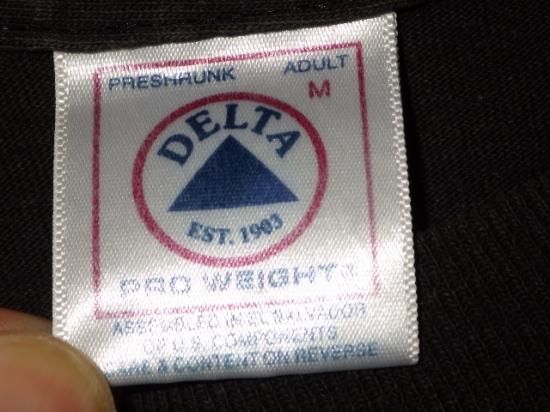 PRESHRUNK ADULT
M
DELTA
EST. 1903
PRO WEIGHT®
ASSEMBLED IN EL SALVADOR
OF U.S. COMPONENTS
CARE & CONTENT ON REVERSE